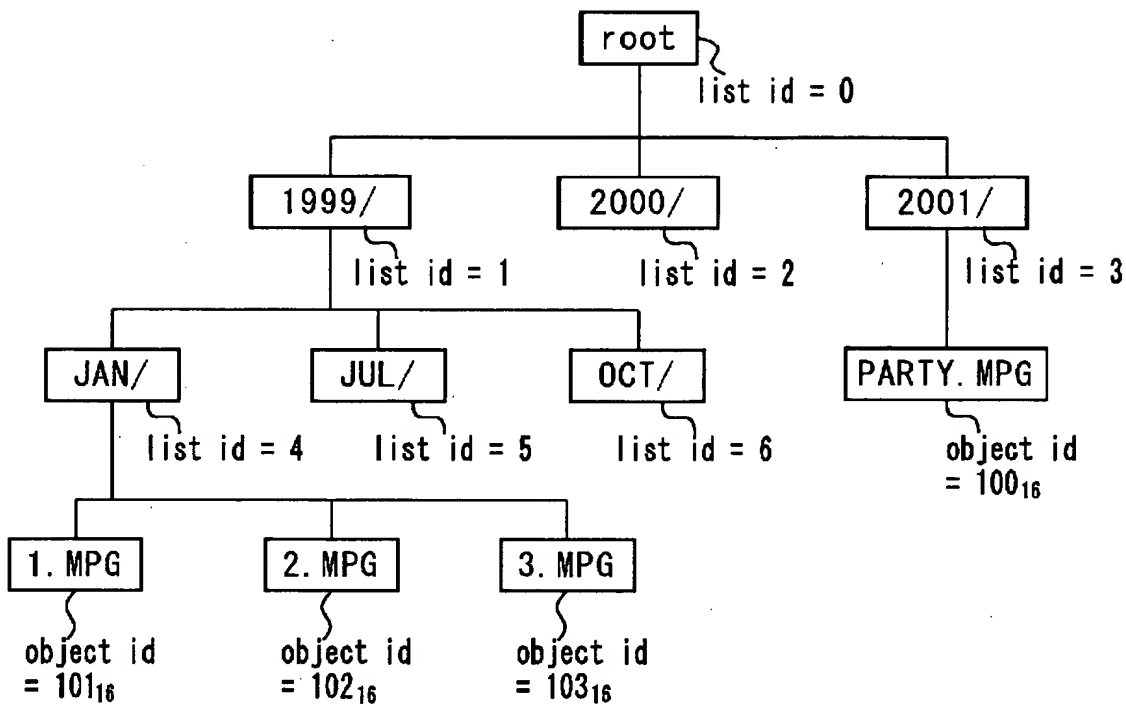 root
list id = 0
1999/
2000/
2001/
list id = 1
list id = 2
list id = 3
JAN/
JUL/
OCT/
PARTY. MPG
list id = 4
list id = 5
list id = 6
object id
= 100₁₆
1. MPG
2. MPG
3. MPG
object id
= 101₁₆
object id
= 102₁₆
object id
= 103₁₆